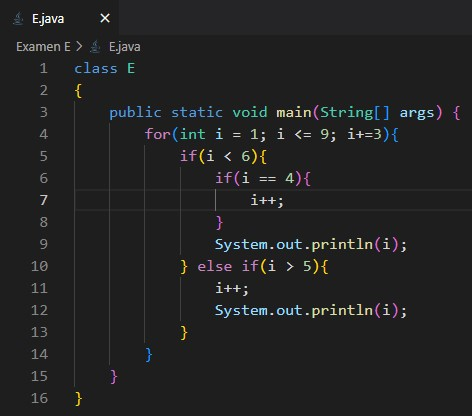 E.java ×
Examen E > E.java
1 class E
2 {
3     public static void main(String[] args) {
4         for(int i = 1; i <= 9; i+=3){
5             if(i < 6){
6                 if(i == 4){
7                     i++;
8                 }
9                 System.out.println(i);
10             } else if(i > 5){
11                 i++;
12                 System.out.println(i);
13             }
14         }
15     }
16 }